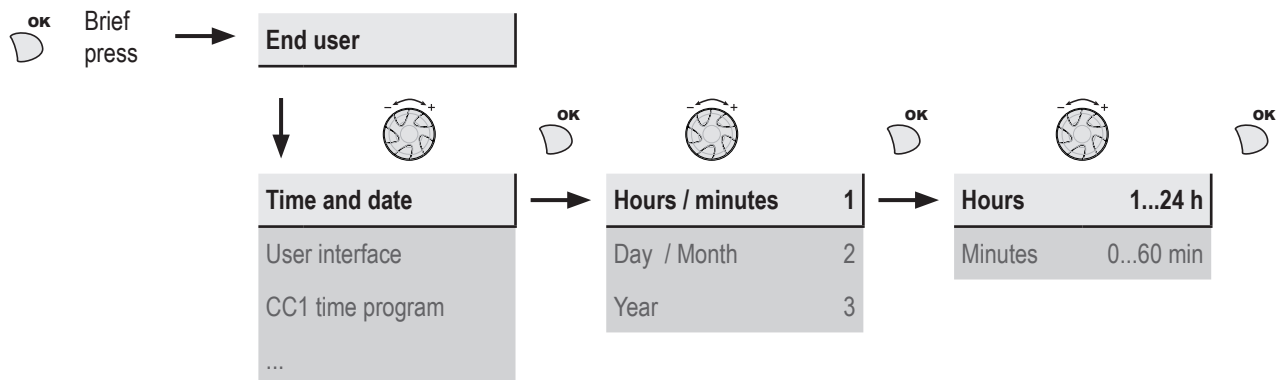 OK Brief
press
End user
- +
OK
- +
OK
- +
OK
Time and date
Hours / minutes 1
Hours 1...24 h
User interface
Day / Month 2
Minutes 0...60 min
CC1 time program
Year 3
...